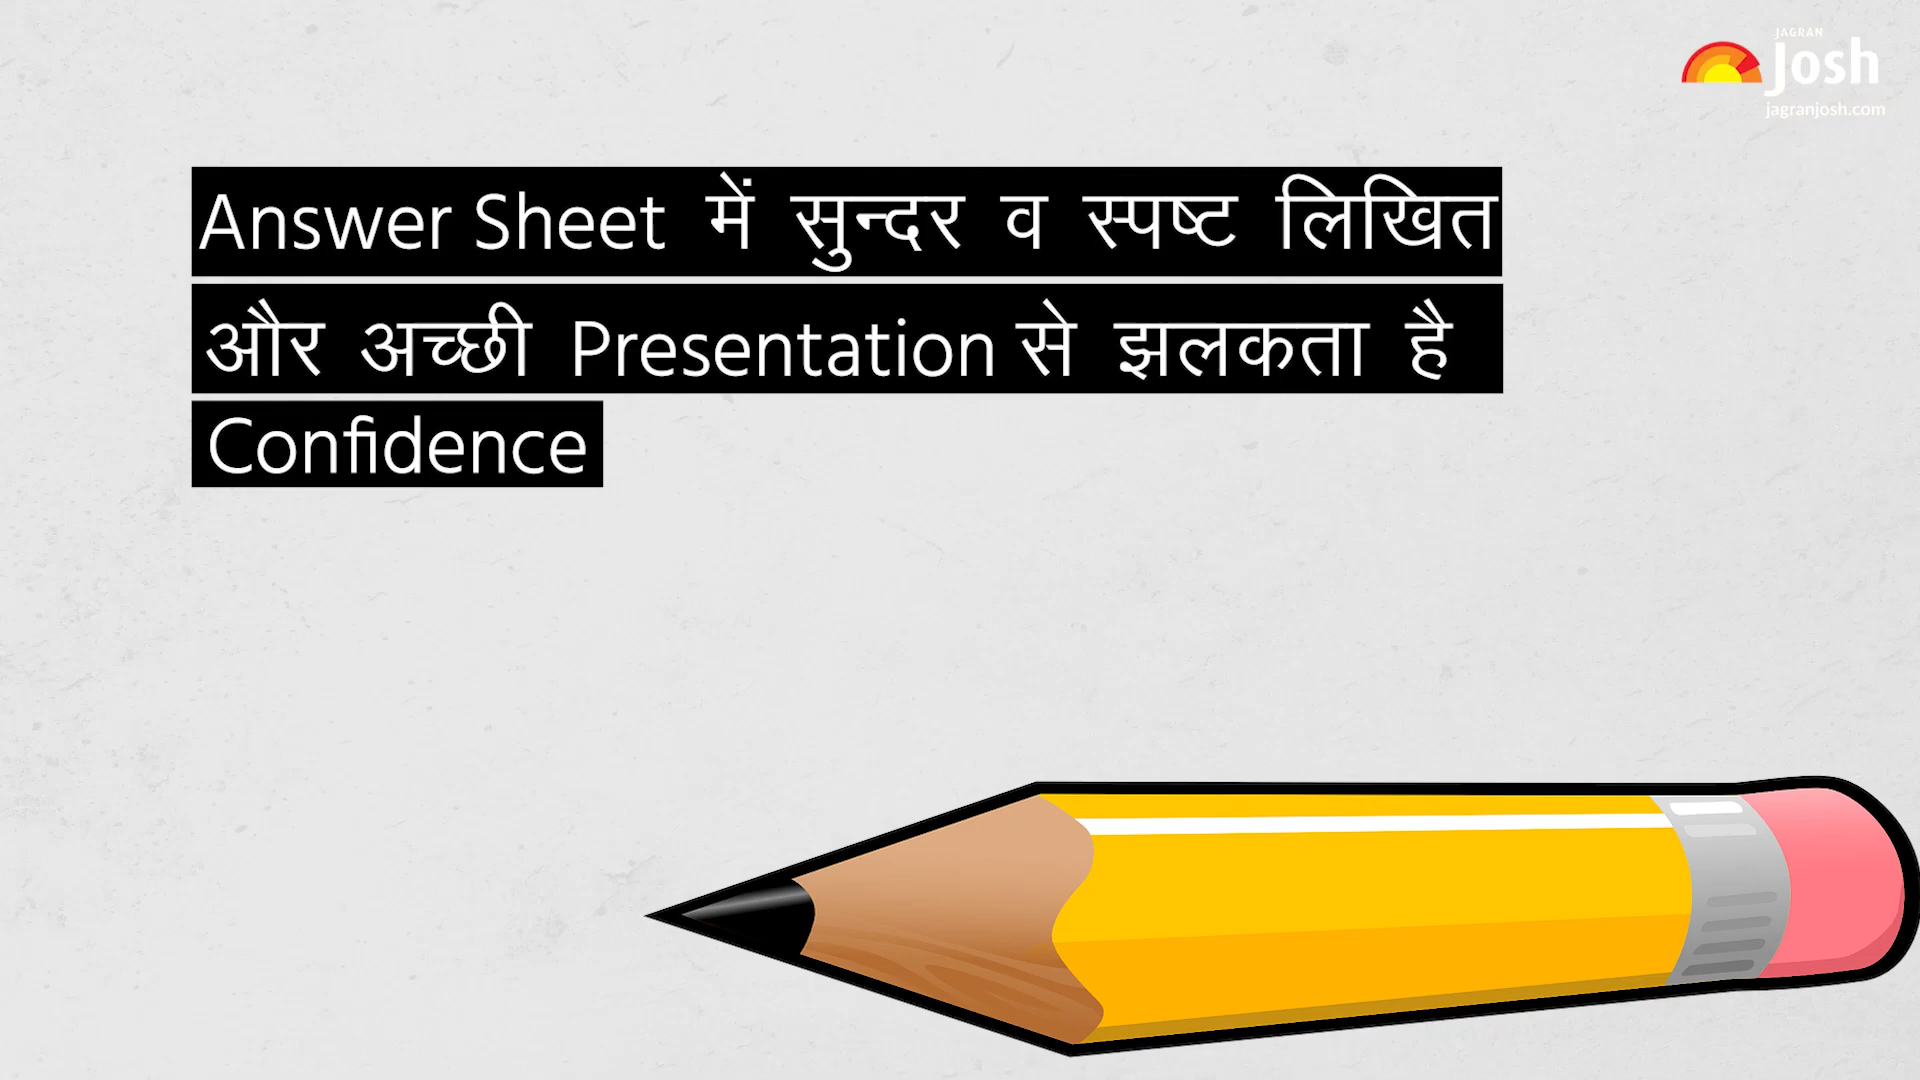 JAGRAN
Josh
jagranjosh.com
Answer Sheet में सुन्दर व स्पष्ट लिखित
और अच्छी Presentation से झलकता है
Confidence